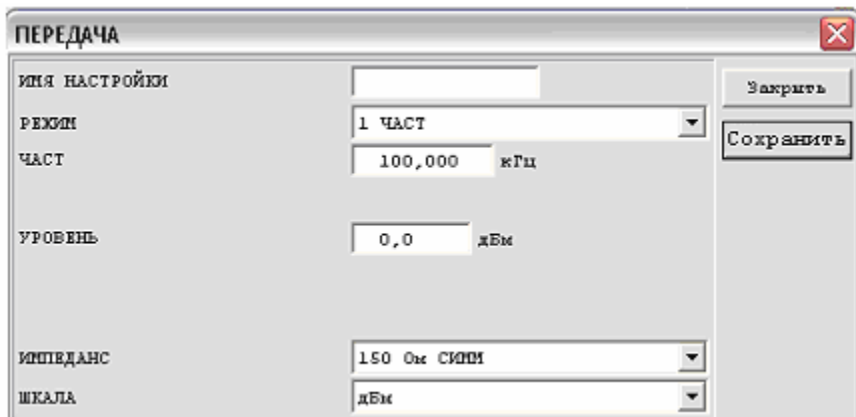 ПЕРЕДАЧА
ИМЯ НАСТРОЙКИ
Закрыть
РЕЖИМ 1 ЧАСТ
Сохранить
ЧАСТ 100,000 кГц
УРОВЕНЬ 0,0 дБм
ИМПЕДАНС 150 Ом СИММ
ШКАЛА дБм